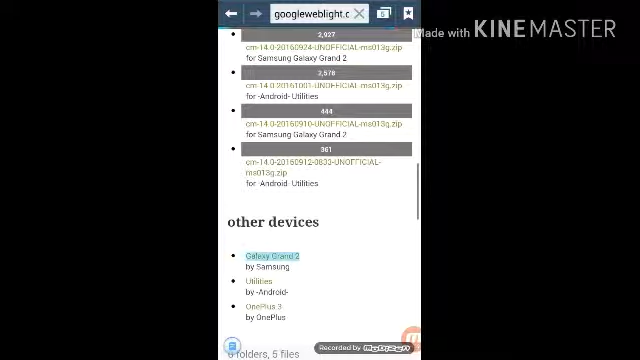 googleweblight.c
6
Made with KINEMASTER
2,927
cm-14.0-20160924-UNOFFICIAL-ms013g.zip
for Samsung Galaxy Grand 2
2,578
cm-14.0-20161001-UNOFFICIAL-ms013g.zip
for -Android- Utilities
444
cm-14.0-20160910-UNOFFICIAL-ms013g.zip
for Samsung Galaxy Grand 2
361
cm-14.0-20160912-0833-UNOFFICIAL-
ms013g.zip
for -Android- Utilities
other devices
Galaxy Grand 2
by Samsung
Utilities
by -Android-
OnePlus 3
by OnePlus
Recorded by
6 folders, 5 files